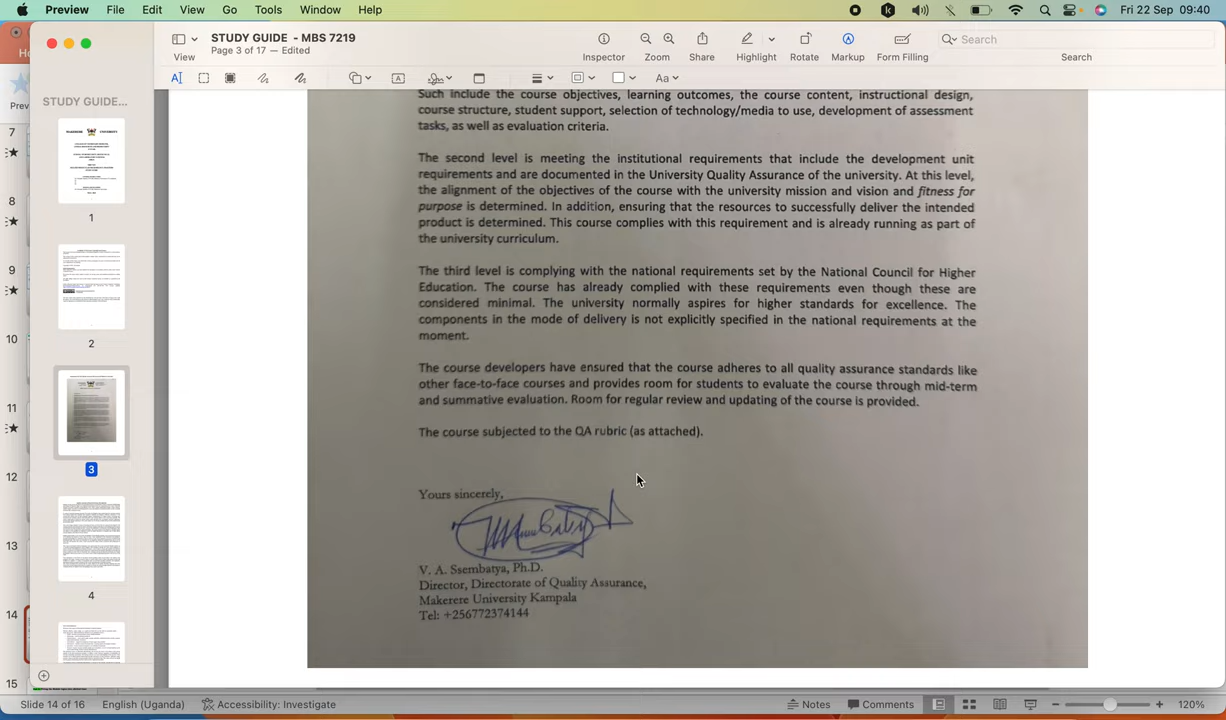 Preview File Edit View Go Tools Window Help Fri 22 Sep 09:40
STUDY GUIDE - MBS 7219
Page 3 of 17 — Edited
View Inspector Zoom Share Highlight Rotate Markup Form Filling Search
Search
Aa
STUDY GUIDE...
1
2
3
4
7
8
9
10
11
12
13
14
15
Such include the course objectives, learning outcomes, the course content, instructional design,
course structure, student support, selection of technology/media to use, development of assessment
tasks, as well as evaluation criteria.
The second level is meeting the institutional requirements that include the development unit
requirements and are documented in the University Quality Assurance of the university. At this level,
the alignment of the objectives of the course with the university mission and vision and fitness for
purpose is determined. In addition, ensuring that the resources to successfully deliver the intended
product is determined. This course complies with this requirement and is already running as part of
the university curriculum.
The third level is complying with the national requirements set by the National Council for Higher
Education. The course has already complied with these requirements even though these are
considered minimal. The university normally aspires for higher standards for excellence. The
components in the mode of delivery is not explicitly specified in the national requirements at the
moment.
The course developers have ensured that the course adheres to all quality assurance standards like
other face-to-face courses and provides room for students to evaluate the course through mid-term
and summative evaluation. Room for regular review and updating of the course is provided.
The course subjected to the QA rubric (as attached).
Yours sincerely,
V. A. Ssembatya, Ph.D.
Director, Directorate of Quality Assurance,
Makerere University Kampala
Tel: +256772374144
Slide 14 of 16 English (Uganda) Accessibility: Investigate Notes Comments 120%